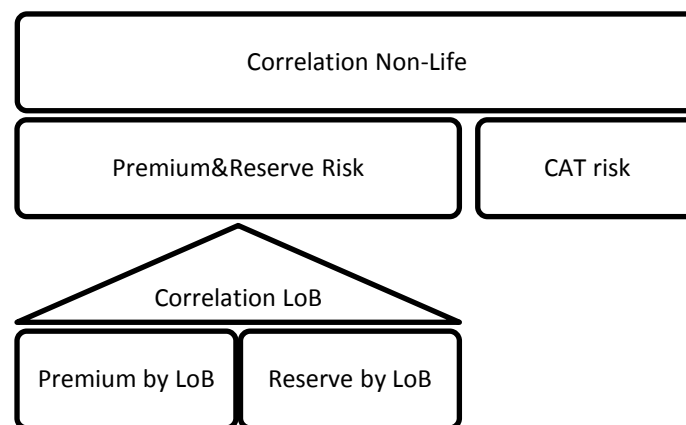 Correlation Non-Life
Premium&Reserve Risk
CAT risk
Correlation LoB
Premium by LoB
Reserve by LoB